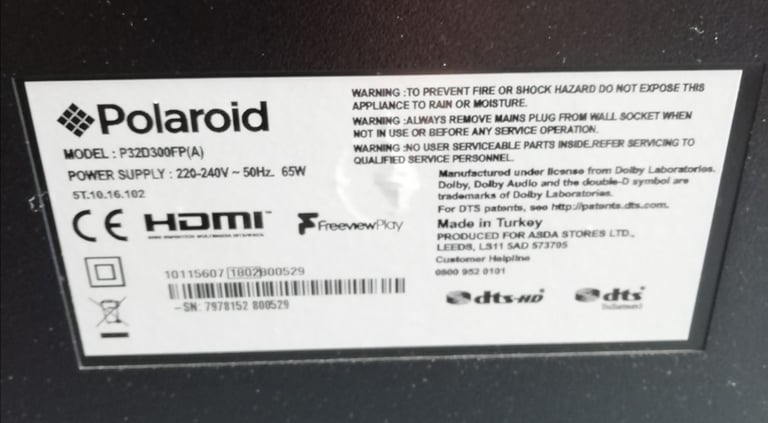 Polaroid
MODEL : P32D300FP(A)
POWER SUPPLY : 220-240V ~ 50Hz. 65W
ST.10.16.102
CE HDMI FreeviewPlay
10115607 1802 800529
-SN: 7978152 800529
WARNING :TO PREVENT FIRE OR SHOCK HAZARD DO NOT EXPOSE THIS
APPLIANCE TO RAIN OR MOISTURE.
WARNING :ALWAYS REMOVE MAINS PLUG FROM WALL SOCKET WHEN
NOT IN USE OR BEFORE ANY SERVICE OPERATION.
WARNING :NO USER SERVICEABLE PARTS INSIDE.REFER SERVICING TO
QUALIFIED SERVICE PERSONNEL.
Manufactured under license from Dolby Laboratories.
Dolby, Dolby Audio and the double-D symbol are
trademarks of Dolby Laboratories.
For DTS patents, see http://patents.dts.com.
Made in Turkey
PRODUCED FOR ASDA STORES LTD.,
LEEDS, LS11 5AD 573705
Customer Helpline
0800 952 0101
dts-HD dts
TruSurround